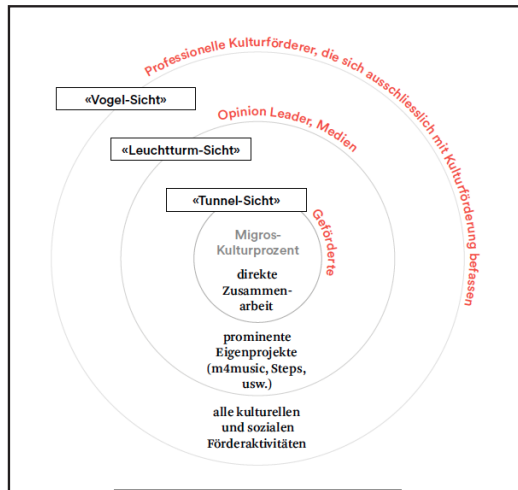 Professionelle Kulturförderer, die sich ausschliesslich mit Kulturförderung befassen
«Vogel-Sicht»
Opinion Leader, Medien
«Leuchtturm-Sicht»
«Tunnel-Sicht»
Geförderte
Migros-
Kulturprozent
direkte
Zusammen-
arbeit
prominente
Eigenprojekte
(m4music, Steps,
usw.)
alle kulturellen
und sozialen
Förderaktivitäten